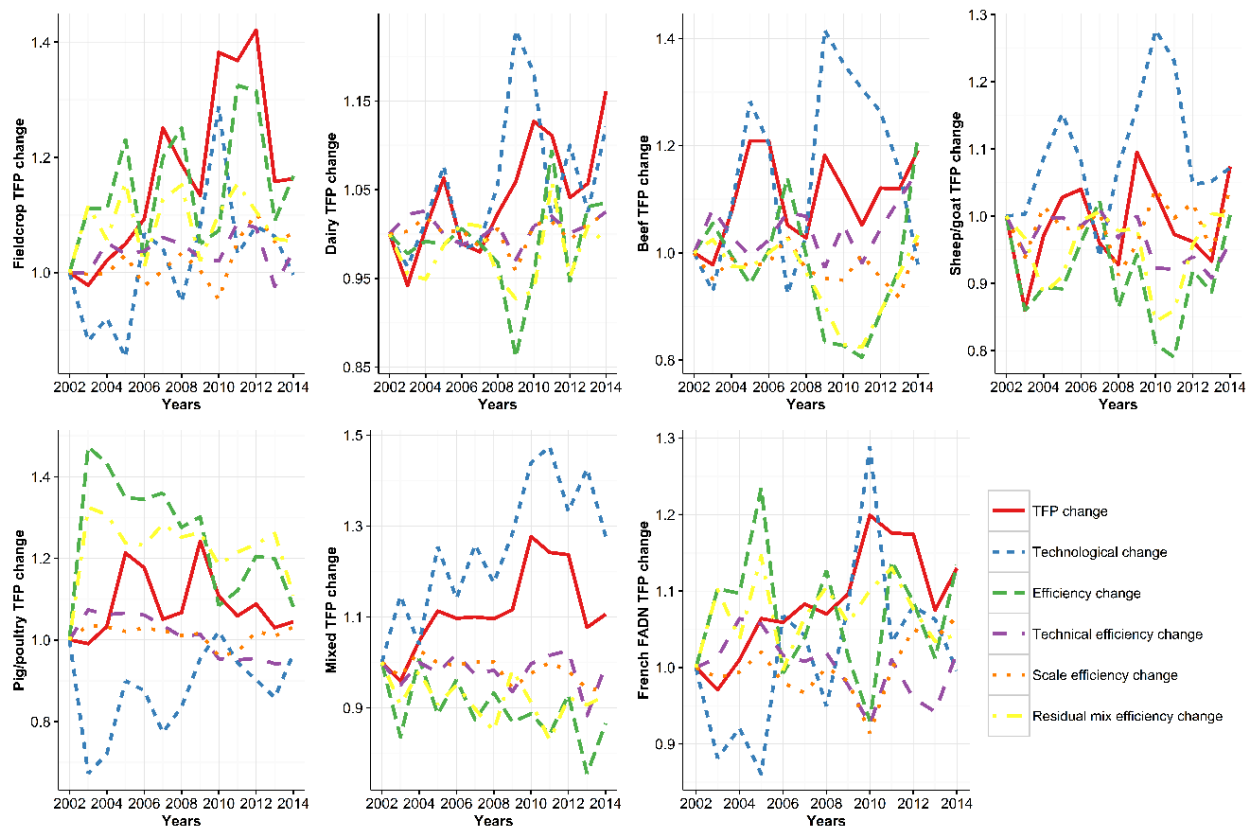 Fieldcrop TFP change
1.4
1.2
1.0
2002 2004 2006 2008 2010 2012 2014
Years
Dairy TFP change
1.15
1.10
1.05
1.00
0.95
0.90
0.85
2002 2004 2006 2008 2010 2012 2014
Years
Beef TFP change
1.4
1.2
1.0
0.8
2002 2004 2006 2008 2010 2012 2014
Years
Sheep/goat TFP change
1.3
1.2
1.1
1.0
0.9
0.8
2002 2004 2006 2008 2010 2012 2014
Years
Pig/poultry TFP change
1.4
1.2
1.0
0.8
2002 2004 2006 2008 2010 2012 2014
Years
Mixed TFP change
1.5
1.3
1.1
0.9
2002 2004 2006 2008 2010 2012 2014
Years
French FADN TFP change
1.3
1.2
1.1
1.0
0.9
2002 2004 2006 2008 2010 2012 2014
Years
TFP change
Technological change
Efficiency change
Technical efficiency change
Scale efficiency change
Residual mix efficiency change